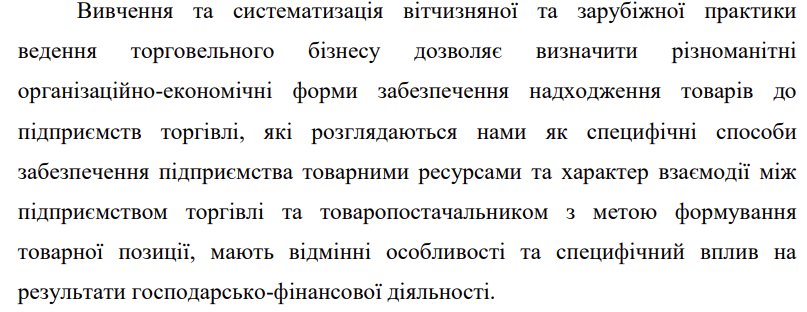 Вивчення та систематизація вітчизняної та зарубіжної практики
ведення торговельного бізнесу дозволяє визначити різноманітні
організаційно-економічні форми забезпечення надходження товарів до
підприємств торгівлі, які розглядаються нами як специфічні способи
забезпечення підприємства товарними ресурсами та характер взаємодії між
підприємством торгівлі та товаропостачальником з метою формування
товарної позиції, мають відмінні особливості та специфічний вплив на
результати господарсько-фінансової діяльності.